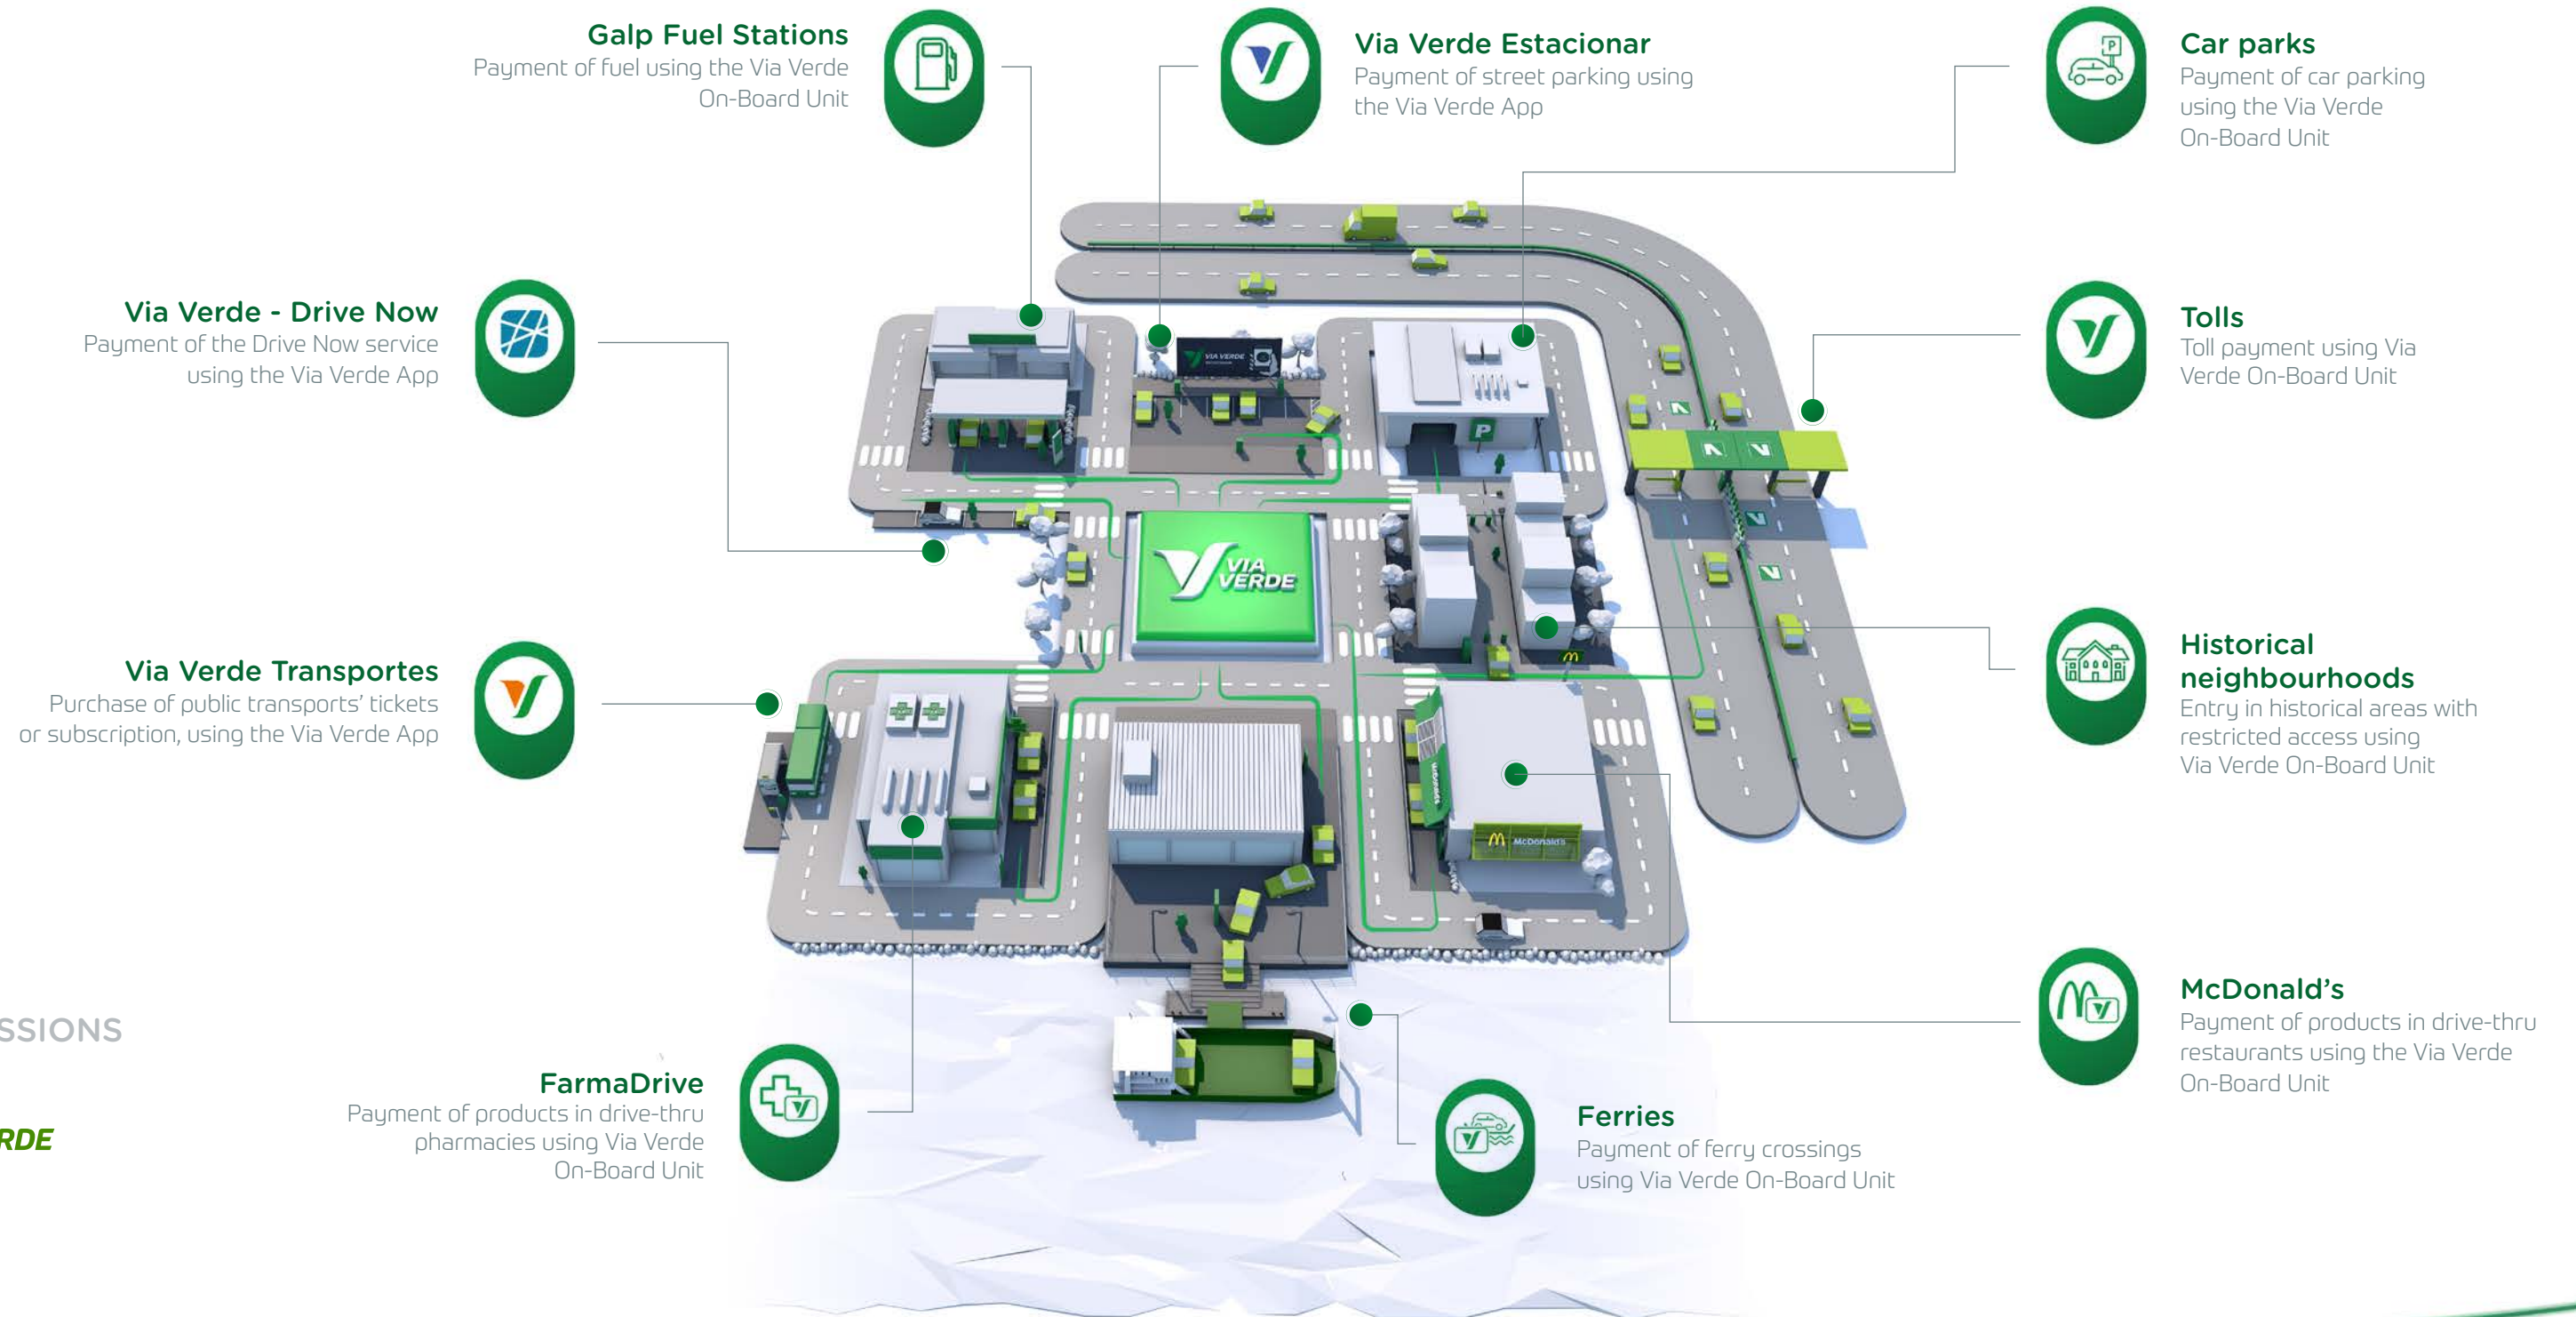 Galp Fuel Stations
Payment of fuel using the Via Verde
On-Board Unit
Via Verde Estacionar
Payment of street parking using
the Via Verde App
Car parks
Payment of car parking
using the Via Verde
On-Board Unit
Via Verde - Drive Now
Payment of the Drive Now service
using the Via Verde App
Tolls
Toll payment using Via
Verde On-Board Unit
VIA VERDE
P
VIA
VERDE
Via Verde Transportes
Purchase of public transports’ tickets
or subscription, using the Via Verde App
Historical
neighbourhoods
Entry in historical areas with
restricted access using
Via Verde On-Board Unit
McDonald's
McDonald's
McDonald’s
Payment of products in drive-thru
restaurants using the Via Verde
On-Board Unit
SSIONS
RDE
FarmaDrive
Payment of products in drive-thru
pharmacies using Via Verde
On-Board Unit
Ferries
Payment of ferry crossings
using Via Verde On-Board Unit
P